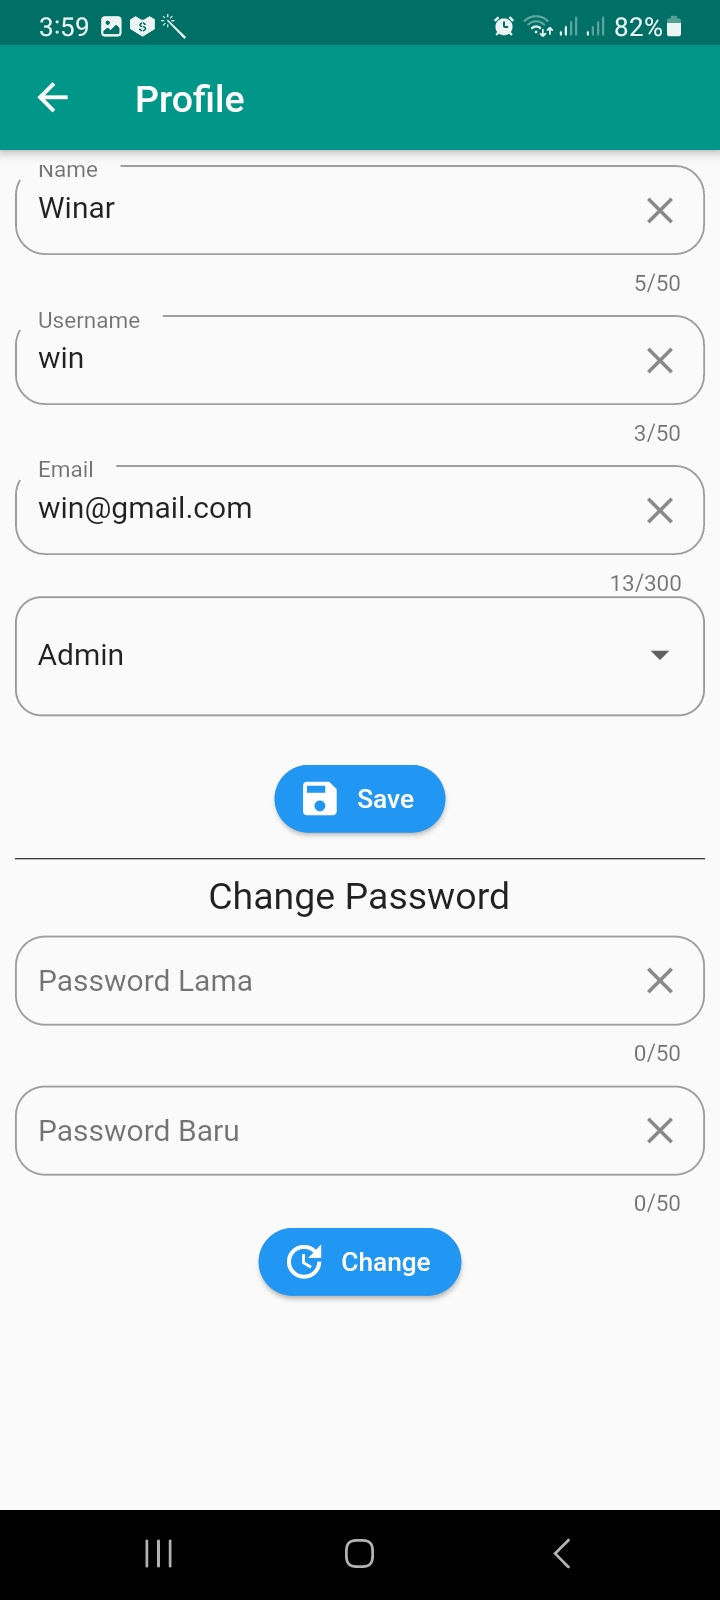 3:59 82%
Profile
Name
Winar
5/50
Username
win
3/50
Email
win@gmail.com
13/300
Admin
Save
Change Password
Password Lama
0/50
Password Baru
0/50
Change